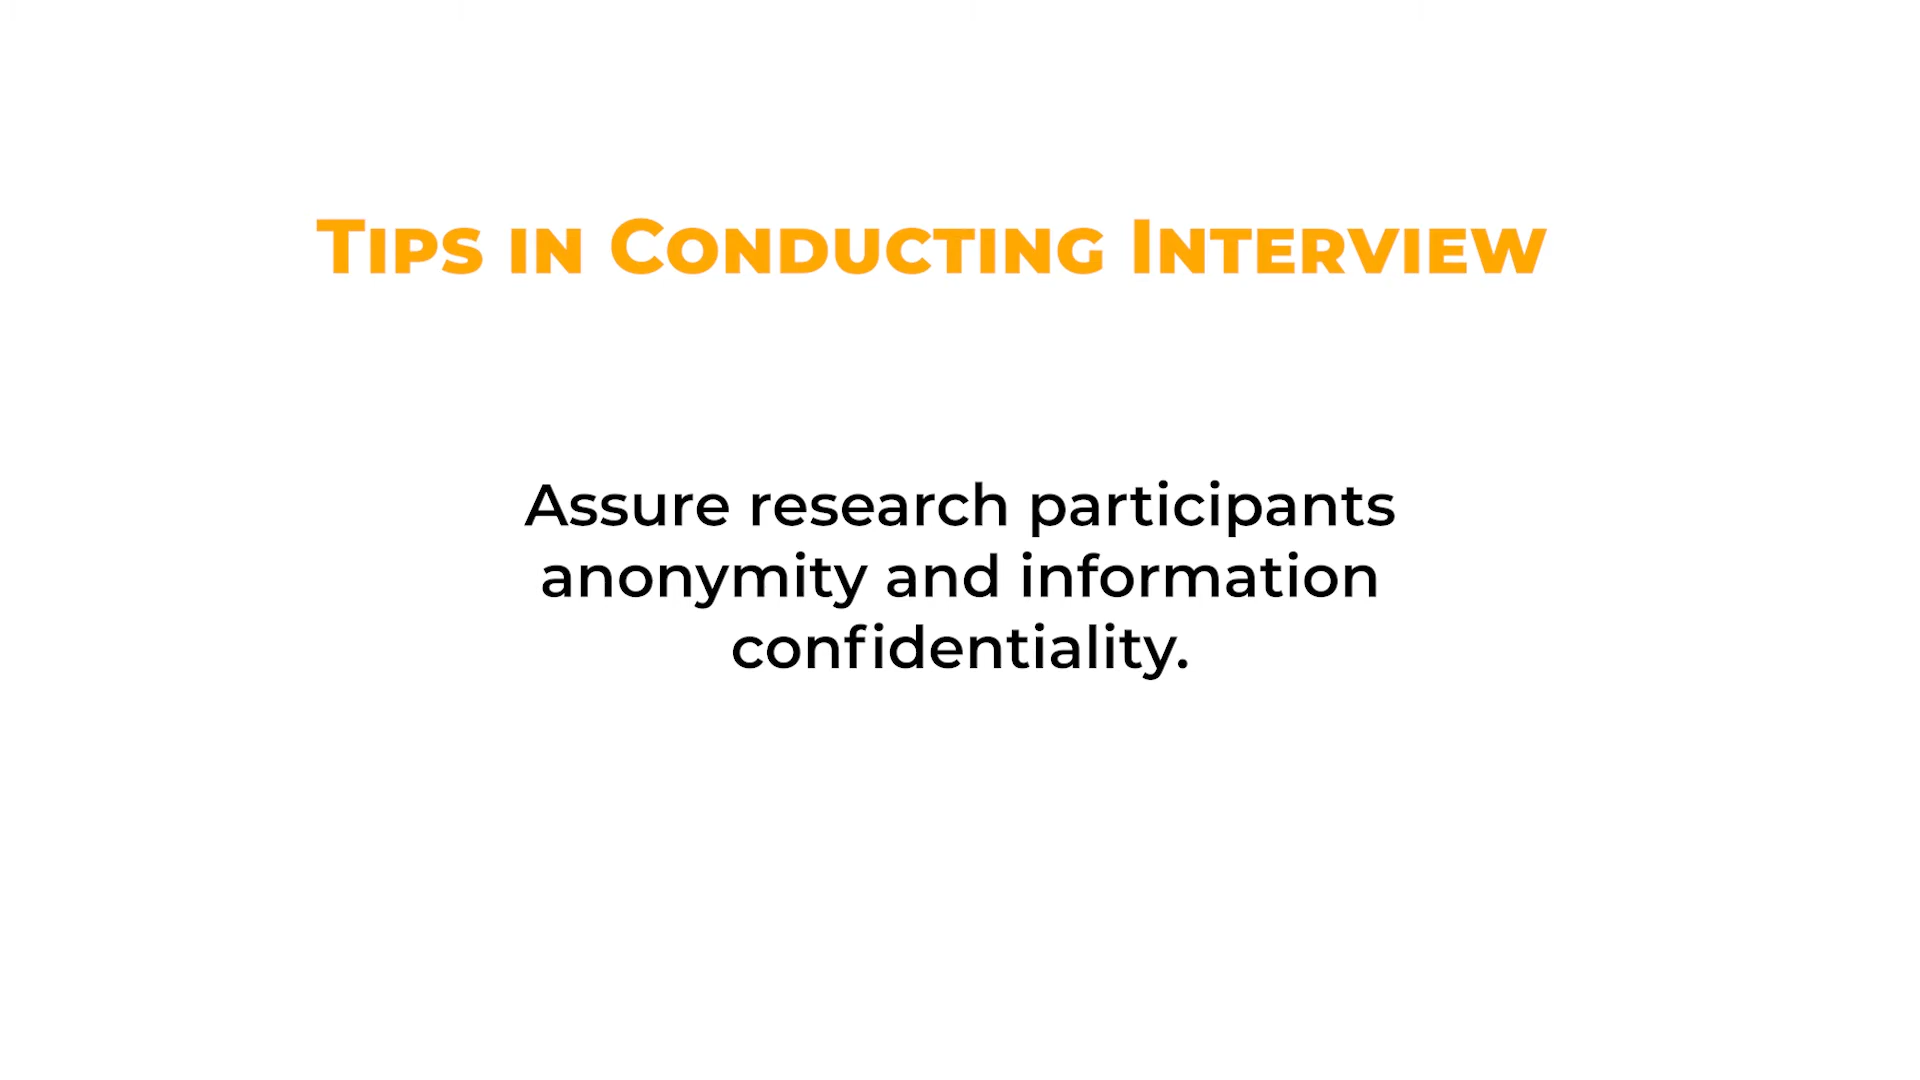 Tips in Conducting Interview
Assure research participants
anonymity and information
confidentiality.